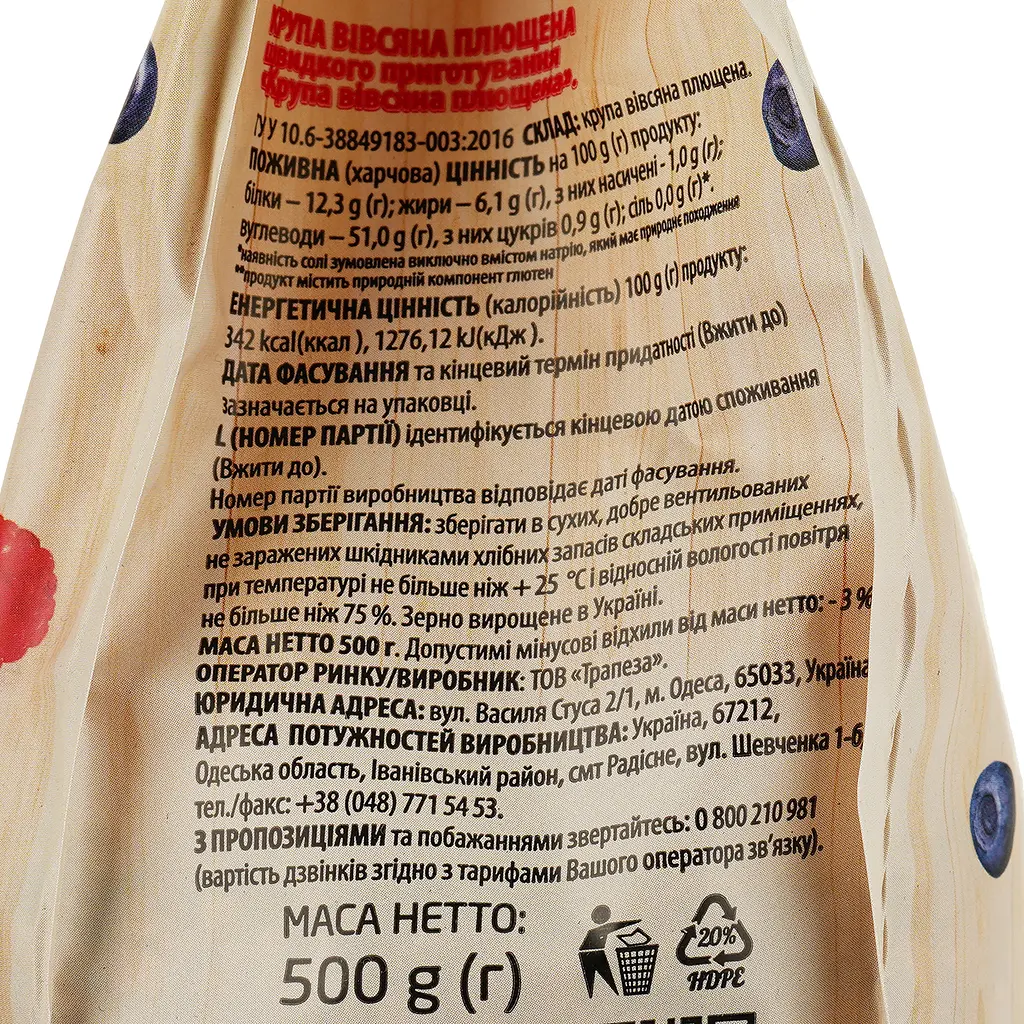 КРУПА ВІВСЯНА ПЛЮЩЕНА
швидкого приготування
«Крупа вівсяна плющена».
ТУ У 10.6-38849183-003:2016 СКЛАД: крупа вівсяна плющена.
ПОЖИВНА (харчова) ЦІННІСТЬ на 100 g (г) продукту:
білки – 12,3 g (г); жири – 6,1 g (г), з них насичені - 1,0 g (г);
вуглеводи – 51,0 g (г), з них цукрів 0,9 g (г); сіль 0,0 g (г)*.
*наявність солі зумовлена виключно вмістом натрію, який має природнє походження
**продукт містить природній компонент глютен
ЕНЕРГЕТИЧНА ЦІННІСТЬ (калорійність) 100 g (г) продукту:
342 kcal(ккал ), 1276,12 kJ(кДж ).
ДАТА ФАСУВАННЯ та кінцевий термін придатності (Вжити до)
зазначається на упаковці.
L (НОМЕР ПАРТІЇ) ідентифікується кінцевою датою споживання
(Вжити до).
Номер партії виробництва відповідає даті фасування.
УМОВИ ЗБЕРІГАННЯ: зберігати в сухих, добре вентильованих
не заражених шкідниками хлібних запасів складських приміщеннях,
при температурі не більше ніж + 25 °С і відносній вологості повітря
не більше ніж 75 %. Зерно вирощене в Україні.
МАСА НЕТТО 500 г. Допустимі мінусові відхили від маси нетто: - 3 %
ОПЕРАТОР РИНКУ/ВИРОБНИК: ТОВ «Трапеза».
ЮРИДИЧНА АДРЕСА: вул. Василя Стуса 2/1, м. Одеса, 65033, Україна
АДРЕСА ПОТУЖНОСТЕЙ ВИРОБНИЦТВА: Україна, 67212,
Одеська область, Іванівський район, смт Радісне, вул. Шевченка 1-б,
тел./факс: +38 (048) 771 54 53.
З ПРОПОЗИЦІЯМИ та побажаннями звертайтесь: 0 800 210 981
(вартість дзвінків згідно з тарифами Вашого оператора зв’язку).
МАСА НЕТТО:
500 g (г)
20%
HDPE